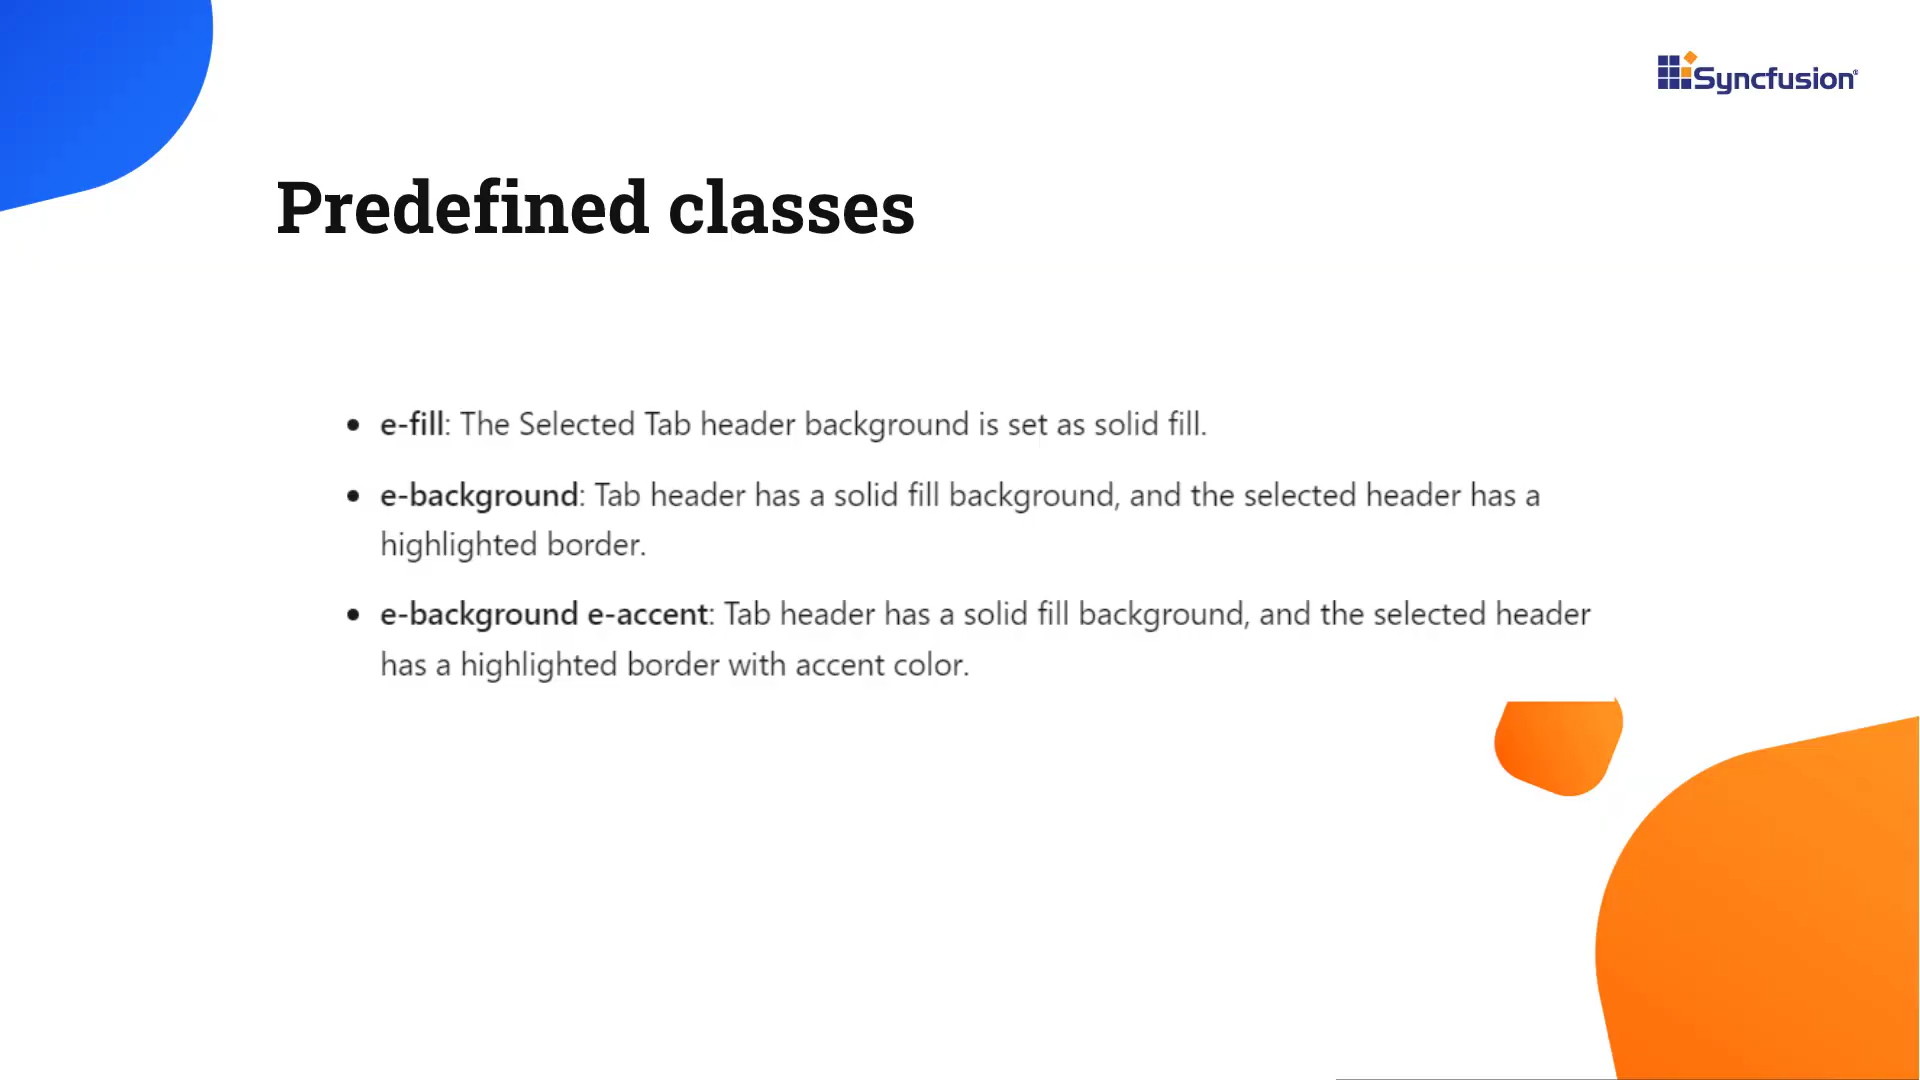 Syncfusion®
Predefined classes
• e-fill: The Selected Tab header background is set as solid fill.
• e-background: Tab header has a solid fill background, and the selected header has a
highlighted border.
• e-background e-accent: Tab header has a solid fill background, and the selected header
has a highlighted border with accent color.